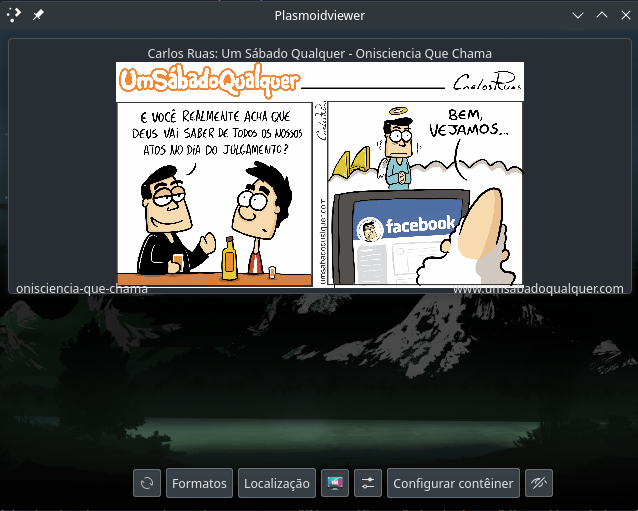 Plasmoidviewer
Carlos Ruas: Um Sábado Qualquer - Onisciencia Que Chama
UmSábadoQualquer
Carlos Ruas
E VOCÊ REALMENTE ACHA QUE
DEUS VAI SABER DE TODOS OS NOSSOS
ATOS NO DIA DO JULGAMENTO?
BEM,
VEJAMOS...
facebook
umsabadoqualquer.com
onisciencia-que-chama
www.umsabadoqualquer.com
Formatos
Localização
Configurar contêiner